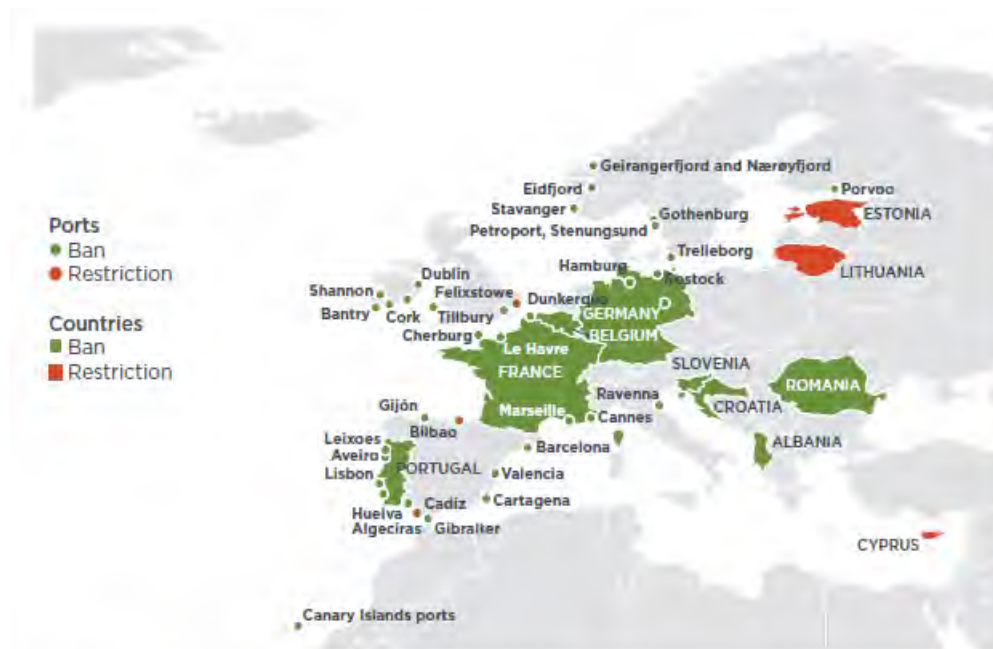 Geirangerfjord and Nærøyfjord
Eidfjord
Porvoo
Stavanger
Gothenburg
ESTONIA
Petroport, Stenungsund
Ports
Ban
Restriction
Trelleborg
Hamburg
Rostock
LITHUANIA
Dublin
Shannon
Felixstowe
Dunkerque
Bantry
Cork
Tillbury
GERMANY
Countries
Ban
Restriction
Cherburg
BELGIUM
Le Havre
SLOVENIA
FRANCE
ROMANIA
Ravenna
CROATIA
Gijón
Marseille
Cannes
Bilbao
Leixoes
ALBANIA
Aveiro
Barcelona
PORTUGAL
Lisbon
Valencia
Cadiz
Cartagena
Huelva
Algeciras
Gibralter
CYPRUS
Canary Islands ports